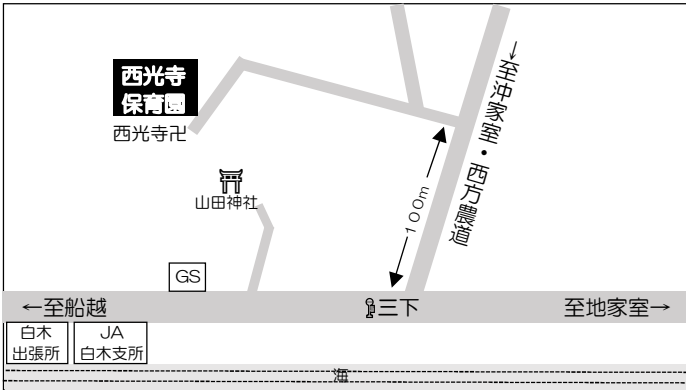 西光寺
保育園
西光寺卍
→至沖家室・西方農道
山田神社
100m
GS
←至船越
三下
至地家室→
白木
出張所
JA
白木支所
海